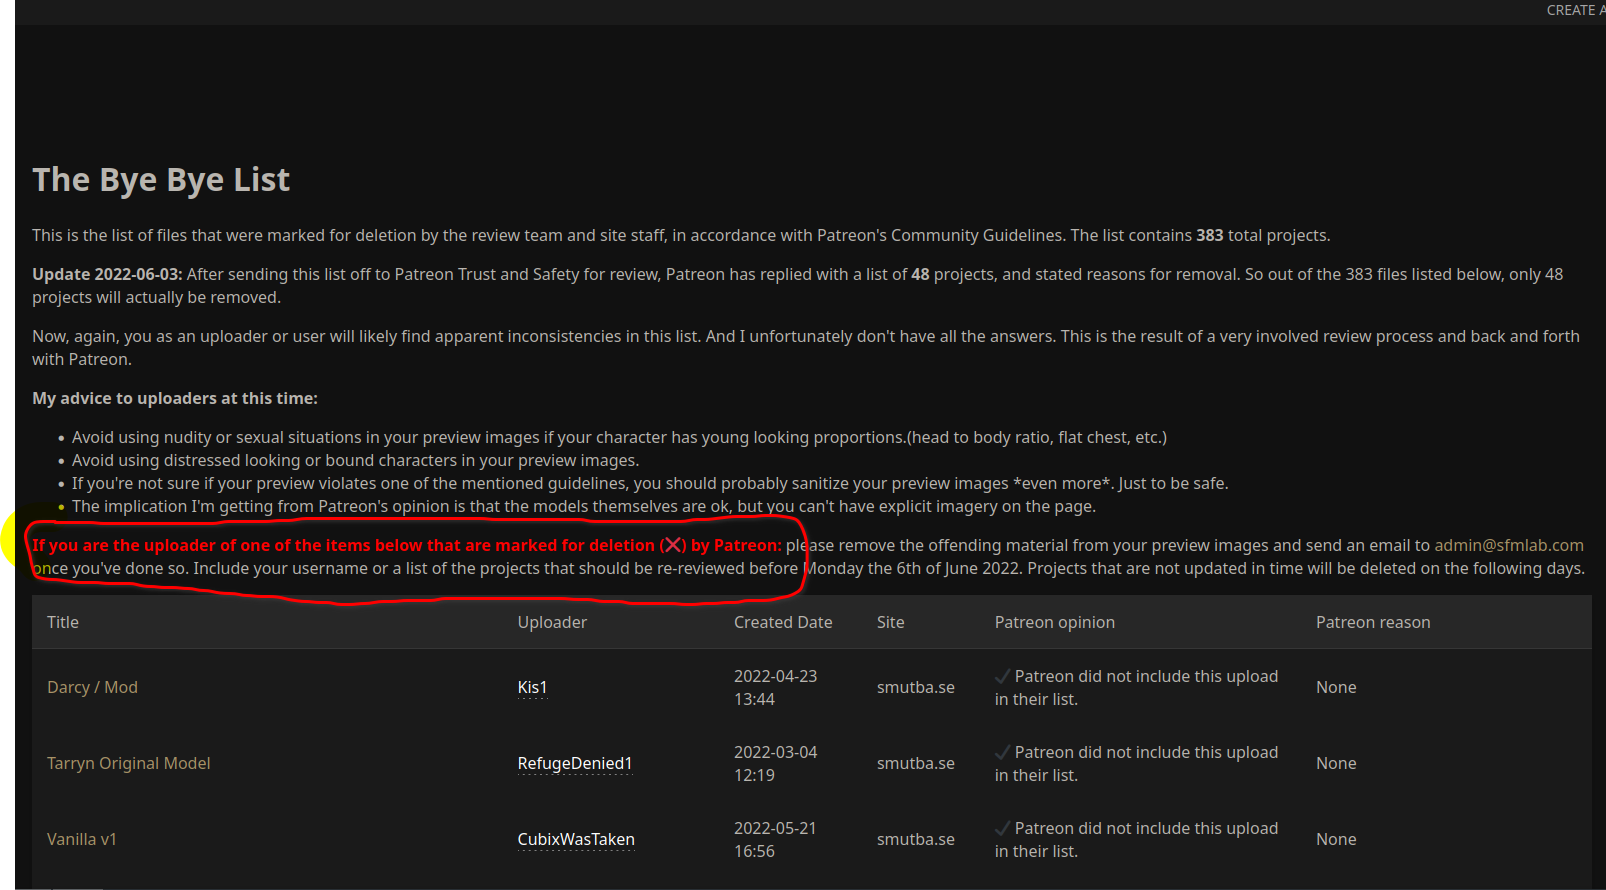 CREATE A
The Bye Bye List
This is the list of files that were marked for deletion by the review team and site staff, in accordance with Patreon's Community Guidelines. The list contains 383 total projects.
Update 2022-06-03: After sending this list off to Patreon Trust and Safety for review, Patreon has replied with a list of 48 projects, and stated reasons for removal. So out of the 383 files listed below, only 48
projects will actually be removed.
Now, again, you as an uploader or user will likely find apparent inconsistencies in this list. And I unfortunately don't have all the answers. This is the result of a very involved review process and back and forth
with Patreon.
My advice to uploaders at this time:
• Avoid using nudity or sexual situations in your preview images if your character has young looking proportions.(head to body ratio, flat chest, etc.)
• Avoid using distressed looking or bound characters in your preview images.
• If you're not sure if your preview violates one of the mentioned guidelines, you should probably sanitize your preview images *even more*. Just to be safe.
• The implication I'm getting from Patreon's opinion is that the models themselves are ok, but you can't have explicit imagery on the page.
If you are the uploader of one of the items below that are marked for deletion (❌) by Patreon: please remove the offending material from your preview images and send an email to admin@sfmlab.com
once you've done so. Include your username or a list of the projects that should be re-reviewed before Monday the 6th of June 2022. Projects that are not updated in time will be deleted on the following days.
Title Uploader Created Date Site Patreon opinion Patreon reason
Darcy / Mod Kis1 2022-04-23 13:44 smutba.se ✔ Patreon did not include this upload in their list. None
Tarryn Original Model RefugeDenied1 2022-03-04 12:19 smutba.se ✔ Patreon did not include this upload in their list. None
Vanilla v1 CubixWasTaken 2022-05-21 16:56 smutba.se ✔ Patreon did not include this upload in their list. None